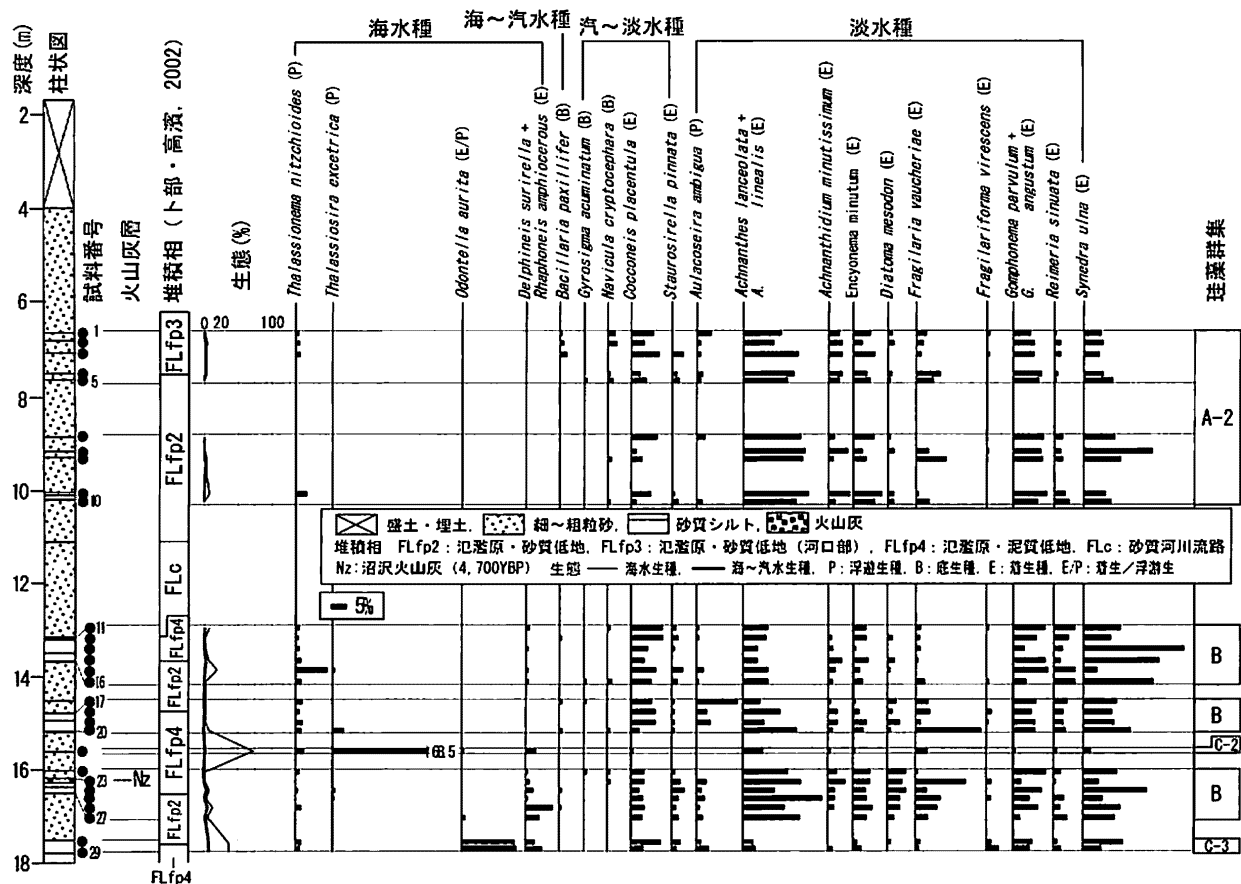 海水種
海～汽水種
汽～淡水種
淡水種
深度(m)
柱状図
試料番号
火山灰層
堆積相 (卜部・高濱, 2002)
生態(%)
Thalassionema nitzchioides (P)
Thalassiosira excetrica (P)
Odontella aurita (E/P)
Delphineis surirella +
Rhaphoneis amphiocerous (E)
Bacillaria paxillifer (B)
Gyrosigma acuminatum (B)
Navicula cryptocephara (B)
Cocconeis placentula (E)
Staurosirella pinnata (E)
Aulacoseira ambigua (P)
Achnanthes lanceolata +
A. linealis (E)
Achnanthidium minutissimum (E)
Encyonema minutum (E)
Diatoma mesodon (E)
Fragilaria vaucheriae (E)
Fragilariforma virescens (E)
Gomphonema parvulum +
G. angustum (E)
Reimeria sinuata (E)
Synedra ulna (E)
珪藻群集
0 20 100
2
4
6
8
10
12
14
16
18
1
5
10
11
16
17
20
23
27
29
Nz
FLfp3
FLfp2
FLc
FLfp4
FLfp2
FLfp4
FLfp2
FLfp4
A-2
B
B
C-2
B
C-3
68.5
盛土・埋土, 細～粗粒砂, 砂質シルト, 火山灰
堆積相 FLfp2：氾濫原・砂質低地, FLfp3：氾濫原・砂質低地（河口部）, FLfp4：氾濫原・泥質低地, FLc：砂質河川流路
Nz：沼沢火山灰 (4,700YBP) 生態 海水生種, 海～汽水生種, P：浮遊生種, B：底生種, E：着生種, E/P：着生／浮遊生
5%